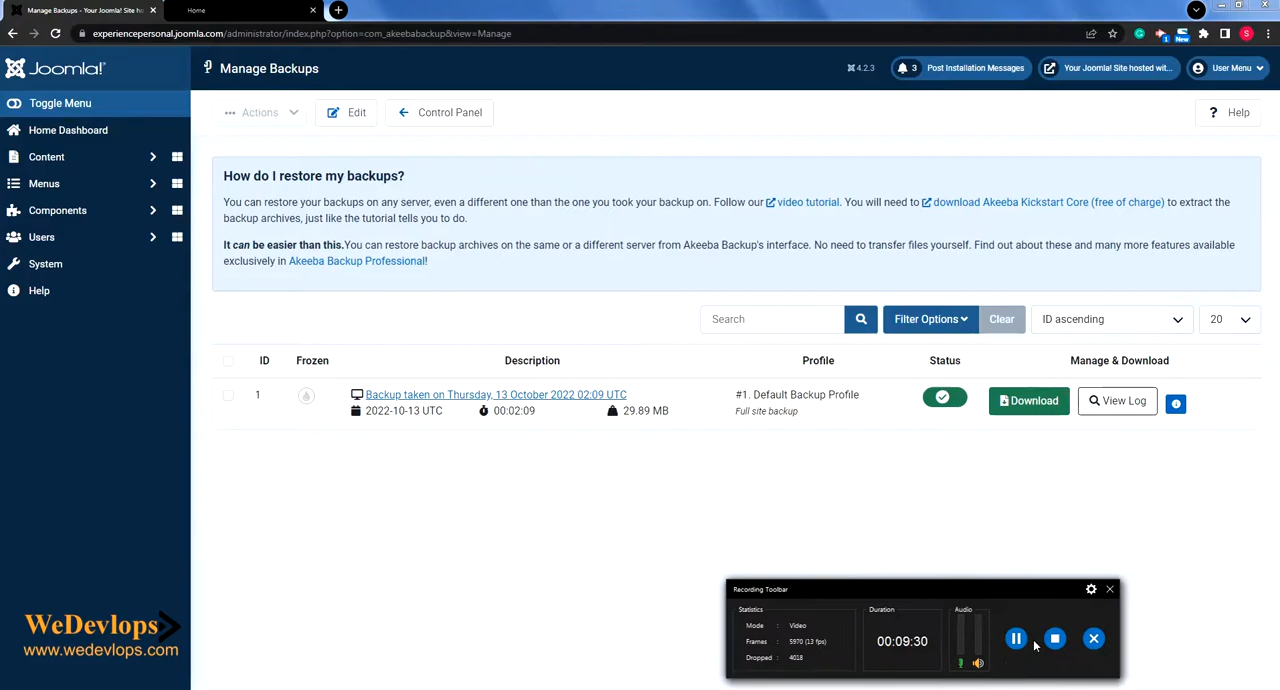 Manage Backups - Your Joomla! Site ho
Home
experiencepersonal.joomla.com/administrator/index.php?option=com_akeebabackup&view=Manage
1
New
S
Joomla!®
Manage Backups
4.2.3
3 Post Installation Messages
Your Joomla! Site hosted wit...
User Menu
Toggle Menu
Home Dashboard
Content
Menus
Components
Users
System
Help
Actions
Edit
Control Panel
? Help
How do I restore my backups?
You can restore your backups on any server, even a different one than the one you took your backup on. Follow our video tutorial. You will need to download Akeeba Kickstart Core (free of charge) to extract the
backup archives, just like the tutorial tells you to do.
It can be easier than this.You can restore backup archives on the same or a different server from Akeeba Backup's interface. No need to transfer files yourself. Find out about these and many more features available
exclusively in Akeeba Backup Professional!
Search
Filter Options
Clear
ID ascending
20
ID Frozen Description Profile Status Manage & Download
1 Backup taken on Thursday, 13 October 2022 02:09 UTC #1. Default Backup Profile Download View Log
2022-10-13 UTC 00:02:09 29.89 MB Full site backup
Recording Toolbar
Statistics
Mode : Video
Frames : 5970 (13 fps)
Dropped : 4018
Duration
00:09:30
Audio
WeDevlops
www.wedevlops.com